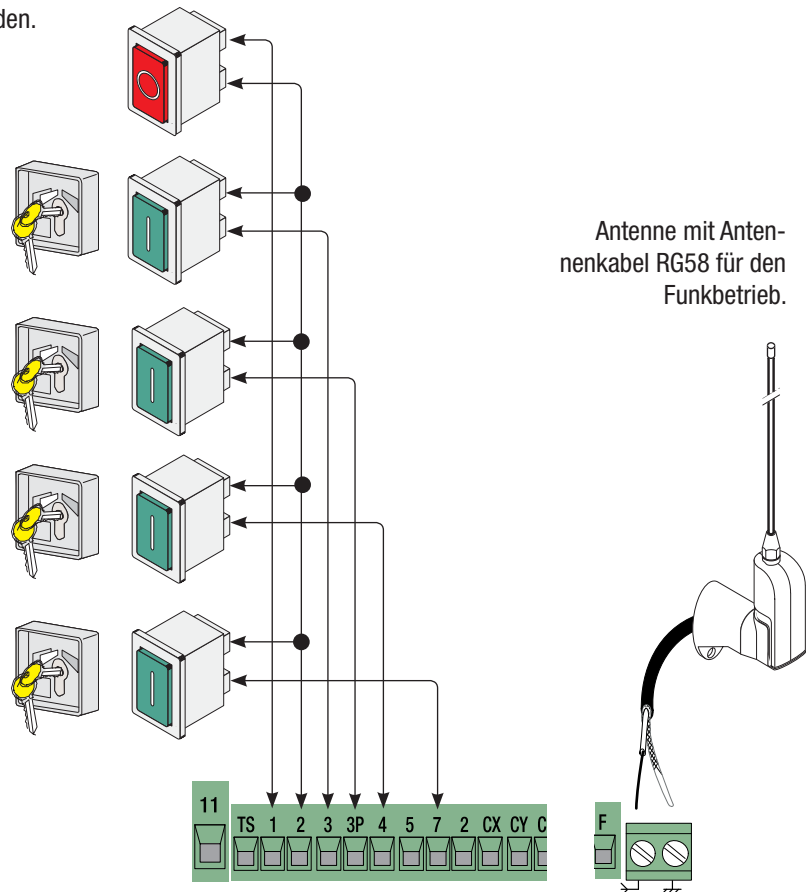 den.
Antenne mit Anten-
nenkabel RG58 für den
Funkbetrieb.
11
TS 1 2 3 3P 4 5 7 2 CX CY C
F